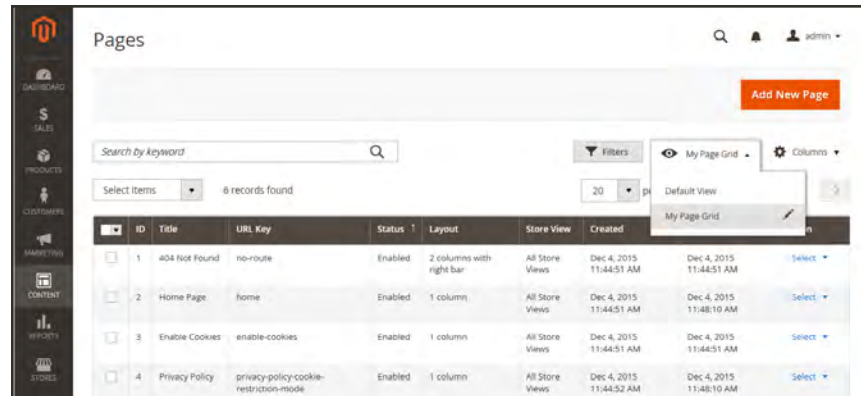 Pages
admin
DASHBOARD
Add New Page
SALES
Search by keyword
Filters
My Page Grid
Columns
PRODUCTS
Select Items
6 records found
20
Default View
CUSTOMERS
My Page Grid
ID Title URL Key Status Layout Store View Created
MARKETING
1 404 Not Found no-route Enabled 2 columns with right bar All Store Views Dec 4, 2015 11:44:51 AM Dec 4, 2015 11:44:51 AM Select
CONTENT
2 Home Page home Enabled 1 column All Store Views Dec 4, 2015 11:44:51 AM Dec 4, 2015 11:48:10 AM Select
REPORTS
3 Enable Cookies enable-cookies Enabled 1 column All Store Views Dec 4, 2015 11:44:51 AM Dec 4, 2015 11:44:51 AM Select
STORES
4 Privacy Policy privacy-policy-cookie-restriction-mode Enabled 1 column All Store Views Dec 4, 2015 11:44:52 AM Dec 4, 2015 11:48:10 AM Select